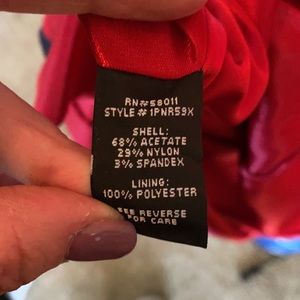 RN#58011
STYLE# 1PNR59X
SHELL:
68% ACETATE
29% NYLON
3% SPANDEX
LINING:
100% POLYESTER
SEE REVERSE
FOR CARE